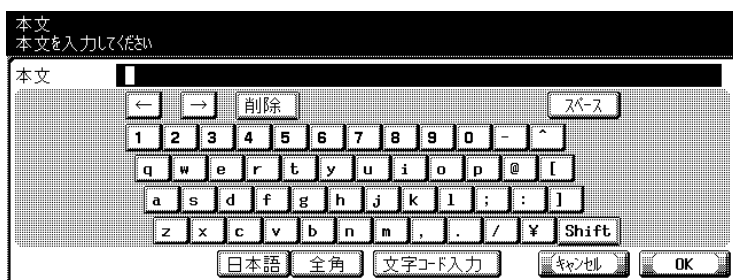 本文
本文を入力してください
本文
← → 削除 スペース
1 2 3 4 5 6 7 8 9 0 - ^
q w e r t y u i o p @ [
a s d f g h j k l ; : ]
z x c v b n m , . / ¥ Shift
日本語 全角 文字コード入力 キャンセル OK